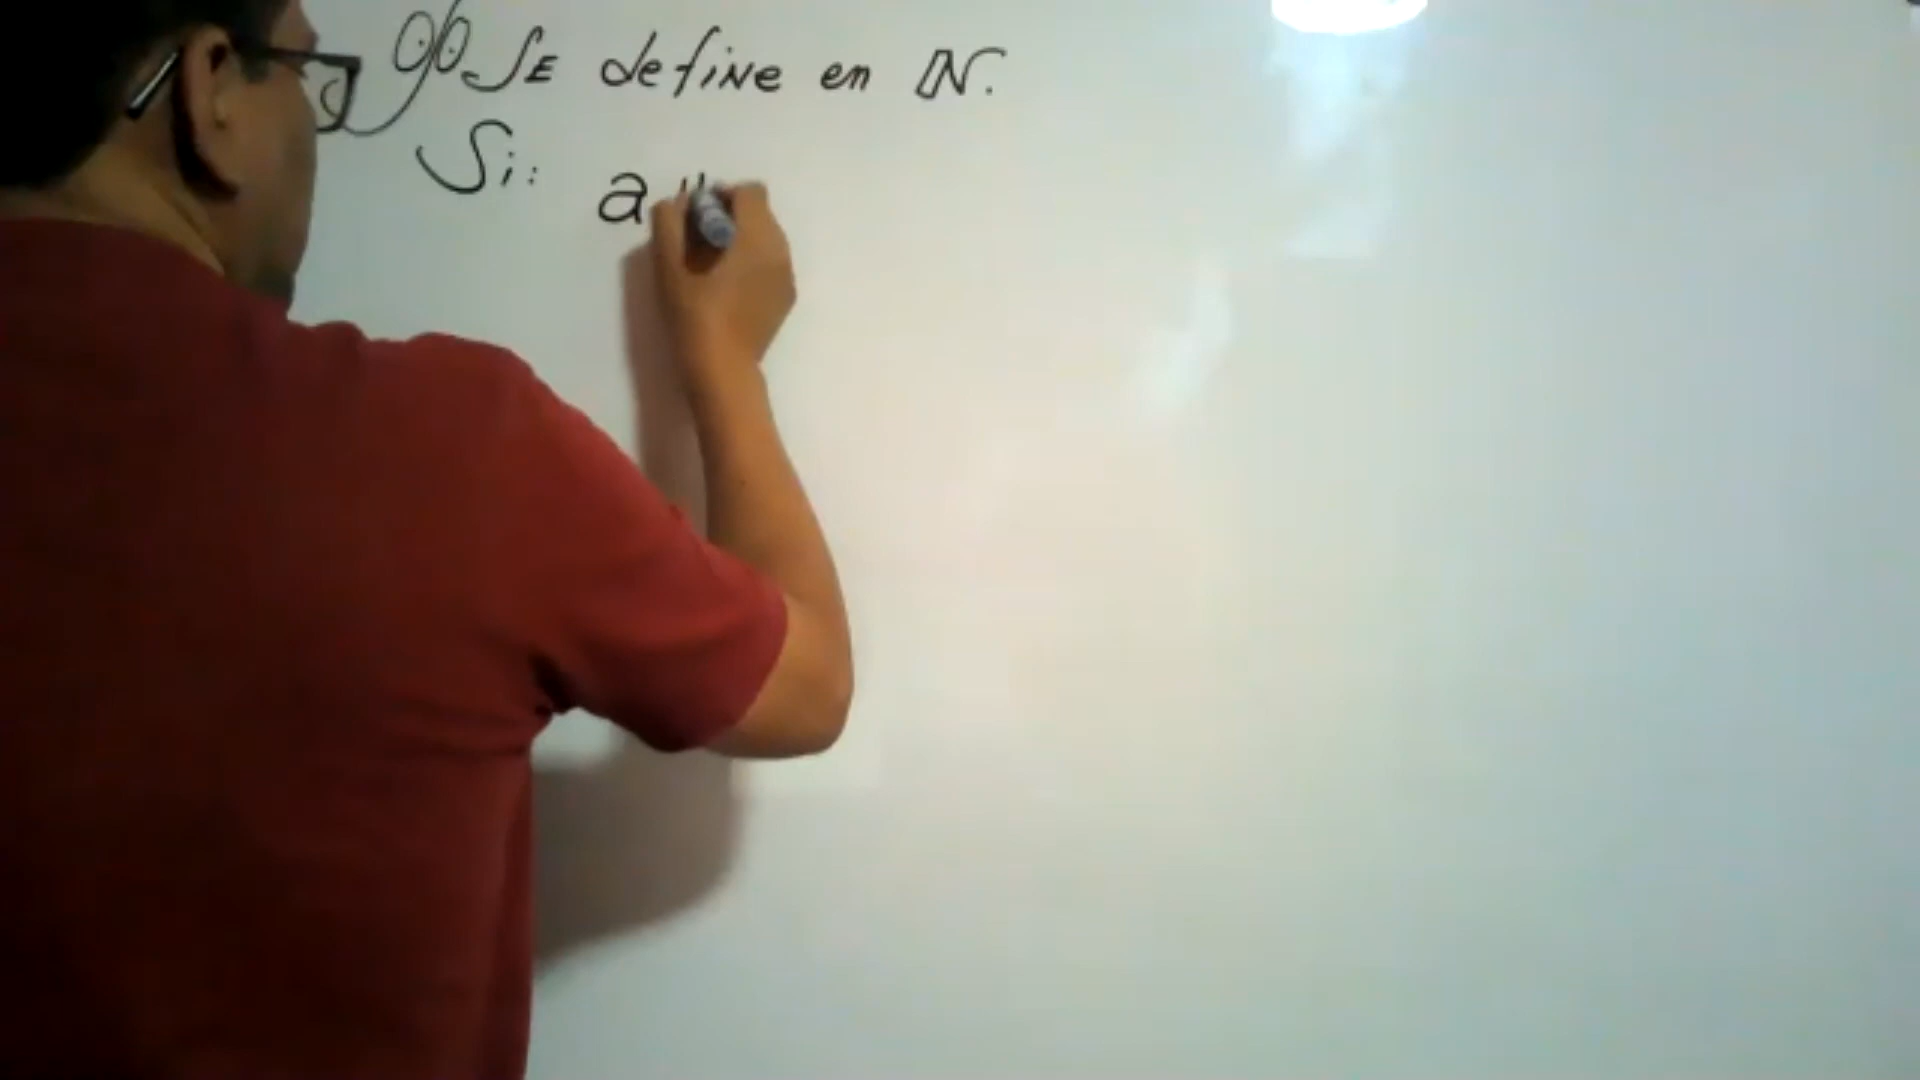 SE define en ℕ.
Si: a